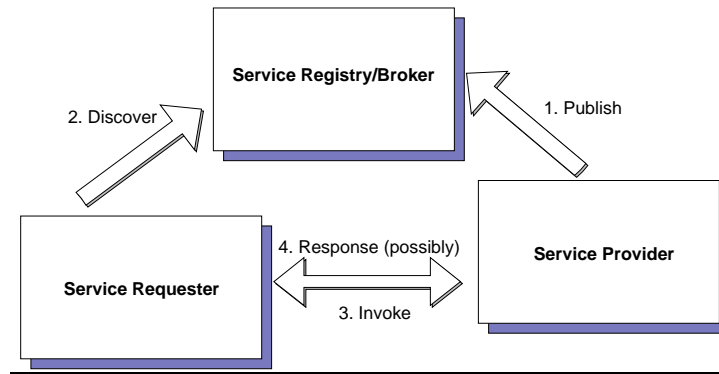 Service Registry/Broker
1. Publish
2. Discover
4. Response (possibly)
Service Provider
Service Requester
3. Invoke